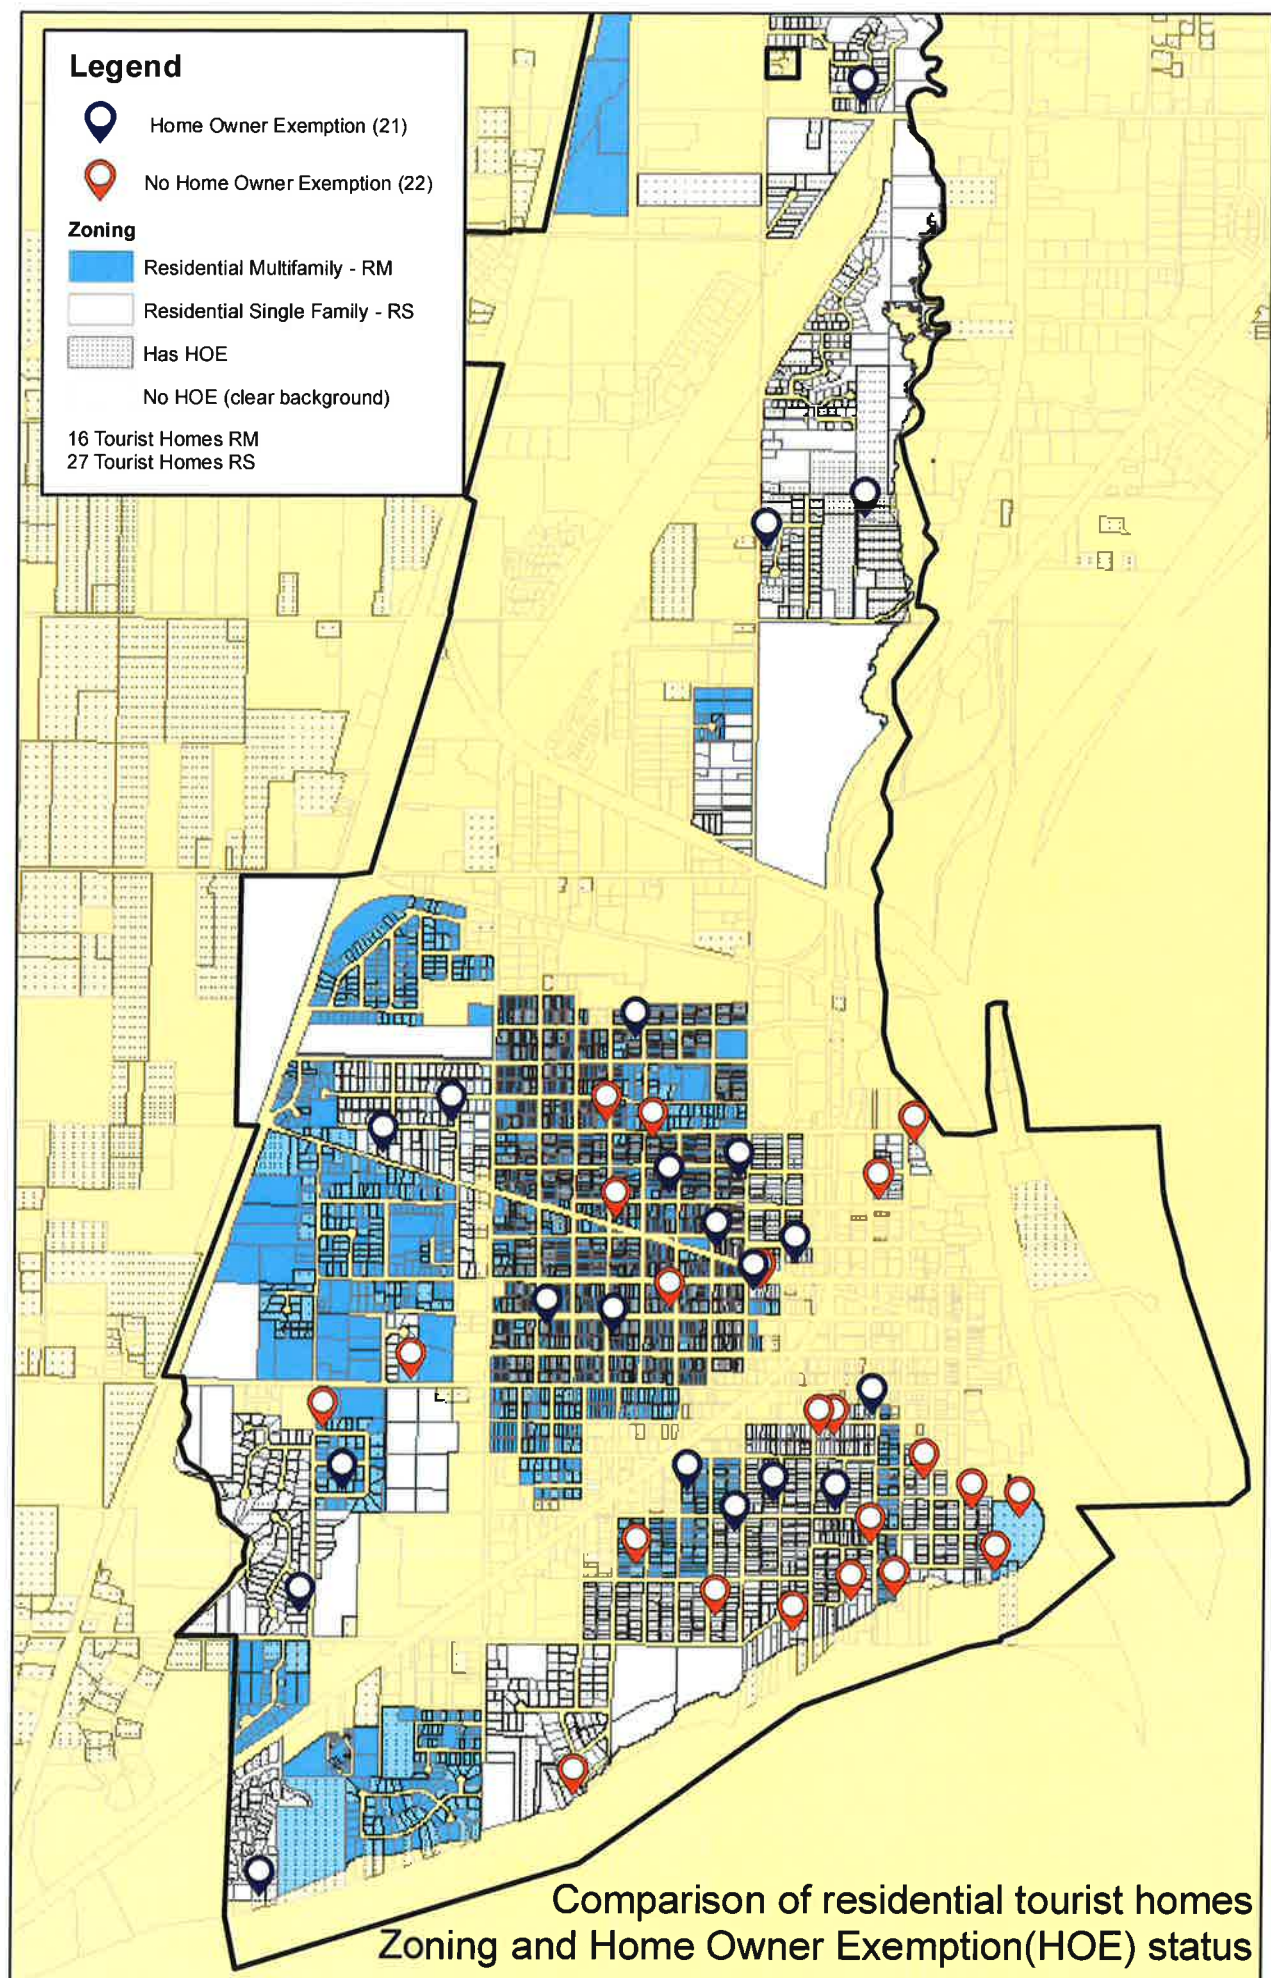 Legend
Home Owner Exemption (21)
No Home Owner Exemption (22)
Zoning
Residential Multifamily - RM
Residential Single Family - RS
Has HOE
No HOE (clear background)
16 Tourist Homes RM
27 Tourist Homes RS
Comparison of residential tourist homes
Zoning and Home Owner Exemption(HOE) status